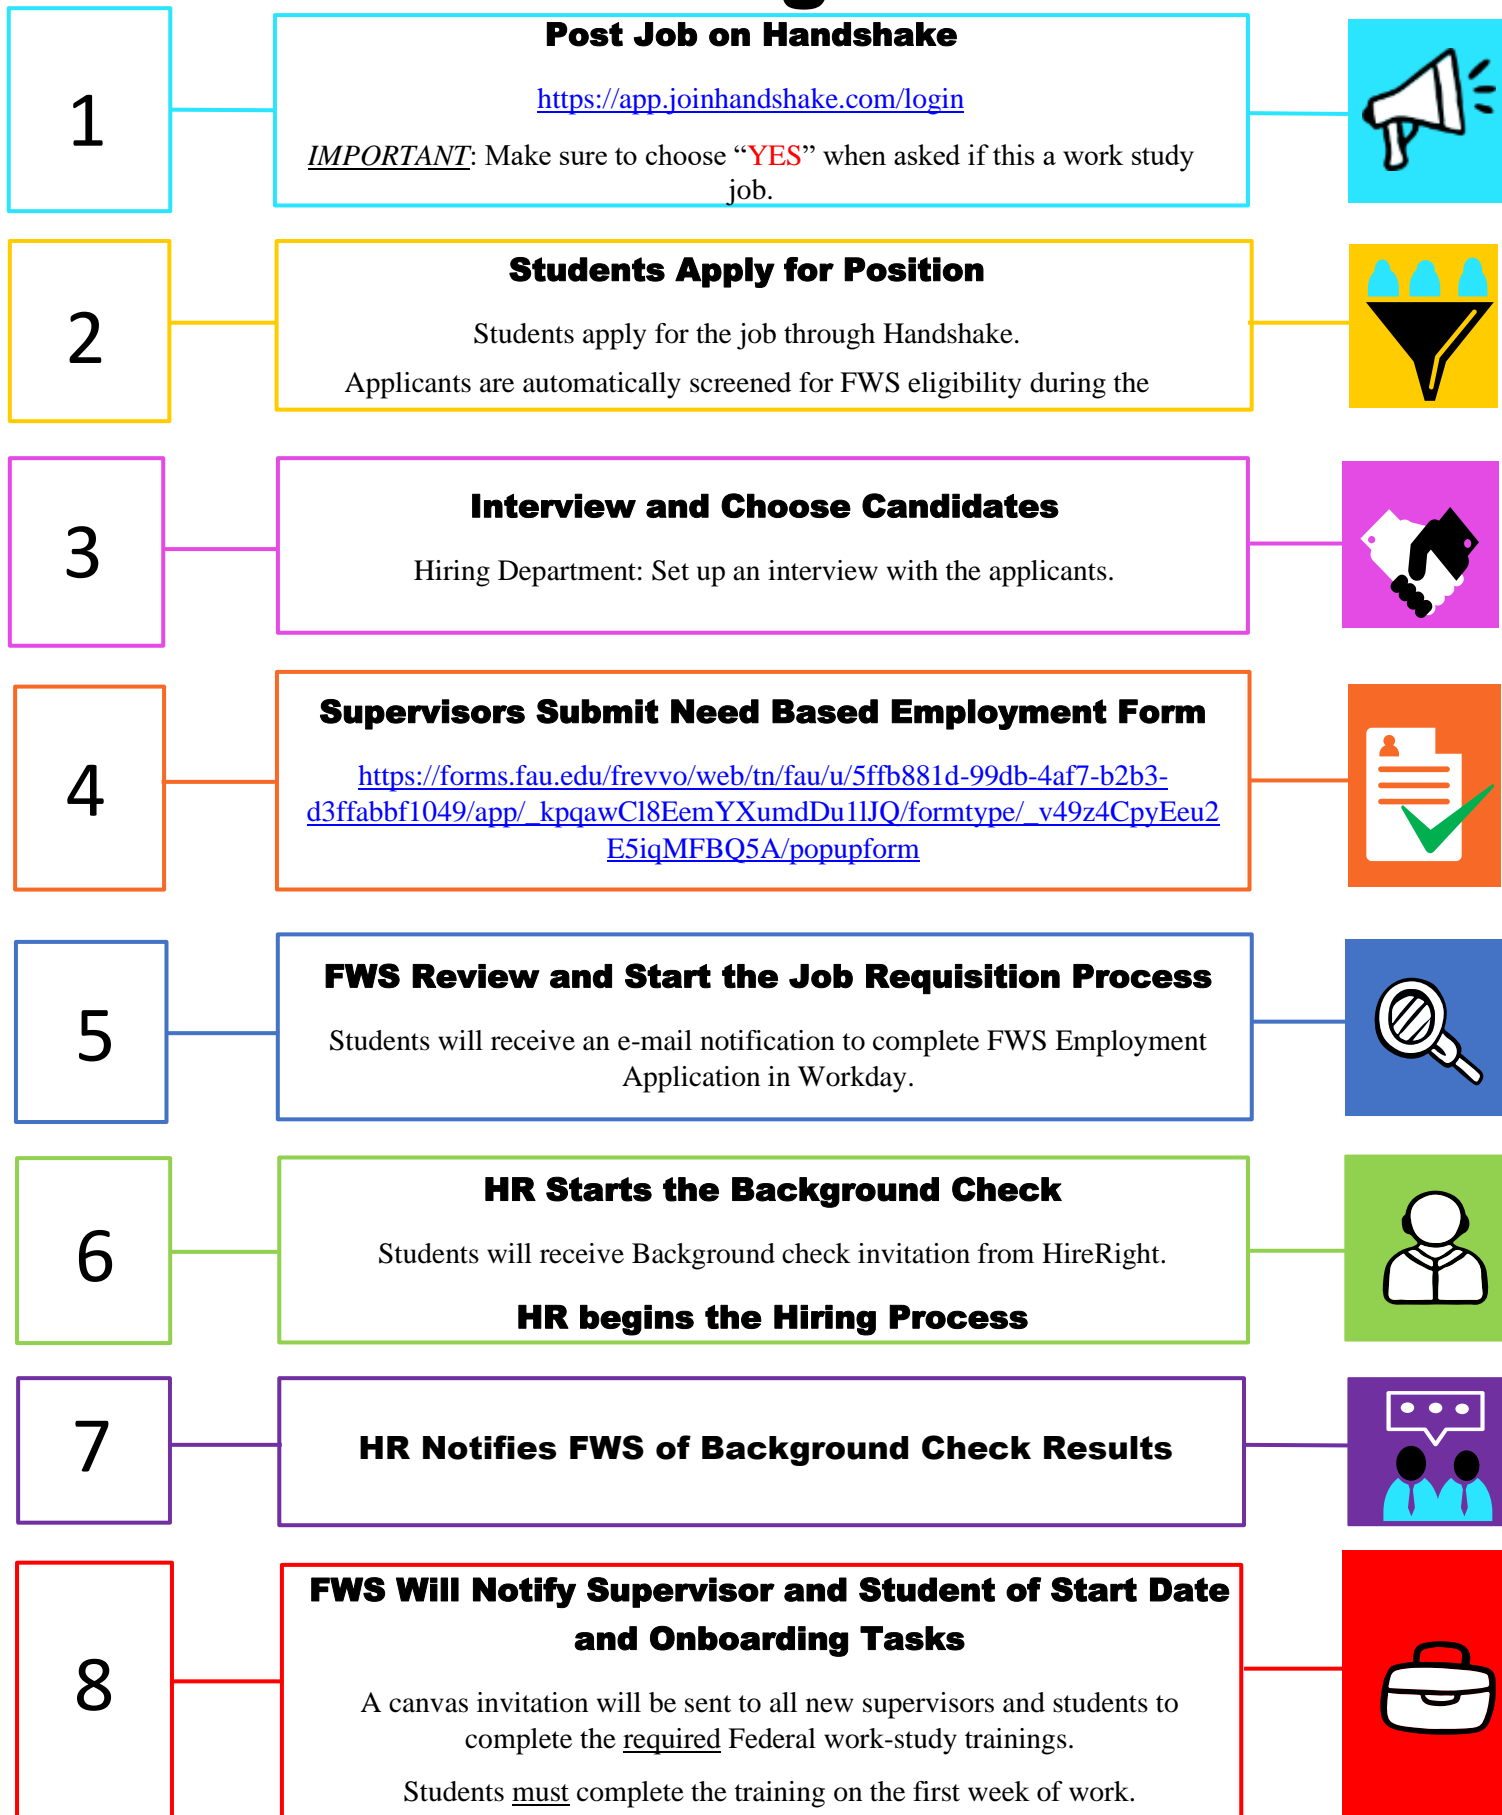 1
Post Job on Handshake
https://app.joinhandshake.com/login
IMPORTANT: Make sure to choose “YES” when asked if this a work study
job.
2
Students Apply for Position
Students apply for the job through Handshake.
Applicants are automatically screened for FWS eligibility during the
3
Interview and Choose Candidates
Hiring Department: Set up an interview with the applicants.
4
Supervisors Submit Need Based Employment Form
https://forms.fau.edu/frevvo/web/tn/fau/u/5ffb881d-99db-4af7-b2b3-
d3ffabbf1049/app/_kpqawCl8EemYXumdDu1lJQ/formtype/_v49z4CpyEeu2
E5iqMFBQ5A/popupform
5
FWS Review and Start the Job Requisition Process
Students will receive an e-mail notification to complete FWS Employment
Application in Workday.
6
HR Starts the Background Check
Students will receive Background check invitation from HireRight.
HR begins the Hiring Process
7
HR Notifies FWS of Background Check Results
8
FWS Will Notify Supervisor and Student of Start Date
and Onboarding Tasks
A canvas invitation will be sent to all new supervisors and students to
complete the required Federal work-study trainings.
Students must complete the training on the first week of work.